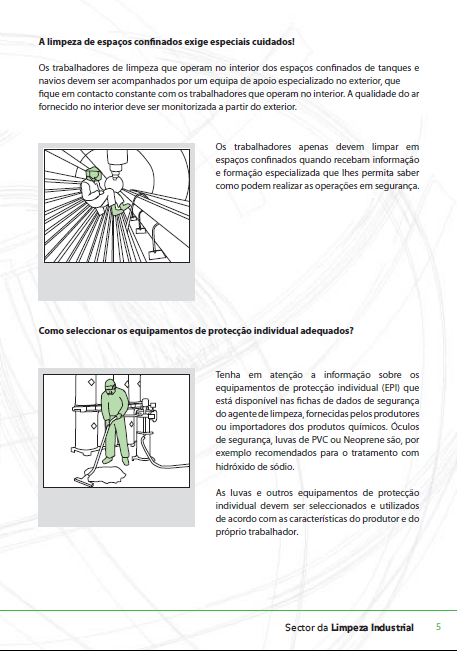 A limpeza de espaços confinados exige especiais cuidados!
Os trabalhadores de limpeza que operam no interior dos espaços confinados de tanques e
navios devem ser acompanhados por um equipa de apoio especializado no exterior, que
fique em contacto constante com os trabalhadores que operam no interior. A qualidade do ar
fornecido no interior deve ser monitorizada a partir do exterior.
Os trabalhadores apenas devem limpar em
espaços confinados quando recebam informação
e formação especializada que lhes permita saber
como podem realizar as operações em segurança.
Como seleccionar os equipamentos de protecção individual adequados?
Tenha em atenção a informação sobre os
equipamentos de protecção individual (EPI) que
está disponível nas fichas de dados de segurança
do agente de limpeza, fornecidas pelos produtores
ou importadores dos produtos químicos. Óculos
de segurança, luvas de PVC ou Neoprene são, por
exemplo recomendados para o tratamento com
hidróxido de sódio.
As luvas e outros equipamentos de protecção
individual devem ser seleccionados e utilizados
de acordo com as características do produtor e do
próprio trabalhador.
Sector da Limpeza Industrial 5